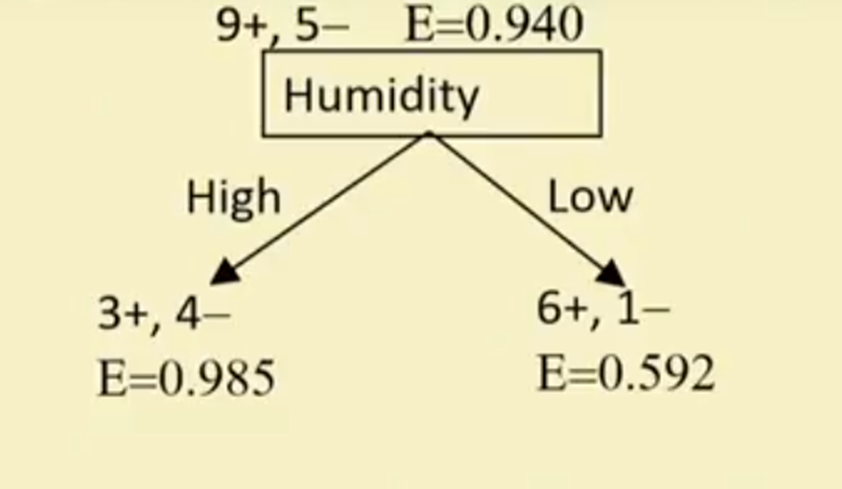 9+, 5– E=0.940
Humidity
High Low
3+, 4– 6+, 1–
E=0.985 E=0.592